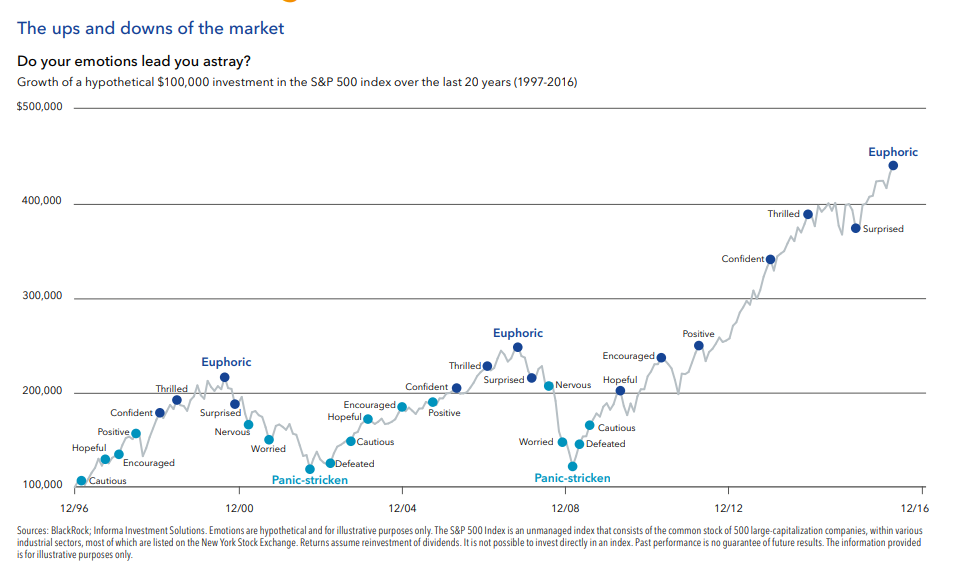 The ups and downs of the market
Do your emotions lead you astray?
Growth of a hypothetical $100,000 investment in the S&P 500 index over the last 20 years (1997-2016)
$500,000
Euphoric
400,000
Thrilled
Surprised
Confident
300,000
Euphoric
Positive
Encouraged
Euphoric
Thrilled
Surprised
Nervous
Hopeful
Thrilled
Confident
200,000
Encouraged
Confident
Surprised
Hopeful
Positive
Positive
Nervous
Cautious
Hopeful
Worried
Cautious
Worried
Defeated
Encouraged
Defeated
Cautious
Panic-stricken
Panic-stricken
100,000
12/96
12/00
12/04
12/08
12/12
12/16
Sources: BlackRock; Informa Investment Solutions. Emotions are hypothetical and for illustrative purposes only. The S&P 500 Index is an unmanaged index that consists of the common stock of 500 large-capitalization companies, within various
industrial sectors, most of which are listed on the New York Stock Exchange. Returns assume reinvestment of dividends. It is not possible to invest directly in an index. Past performance is no guarantee of future results. The information provided
is for illustrative purposes only.